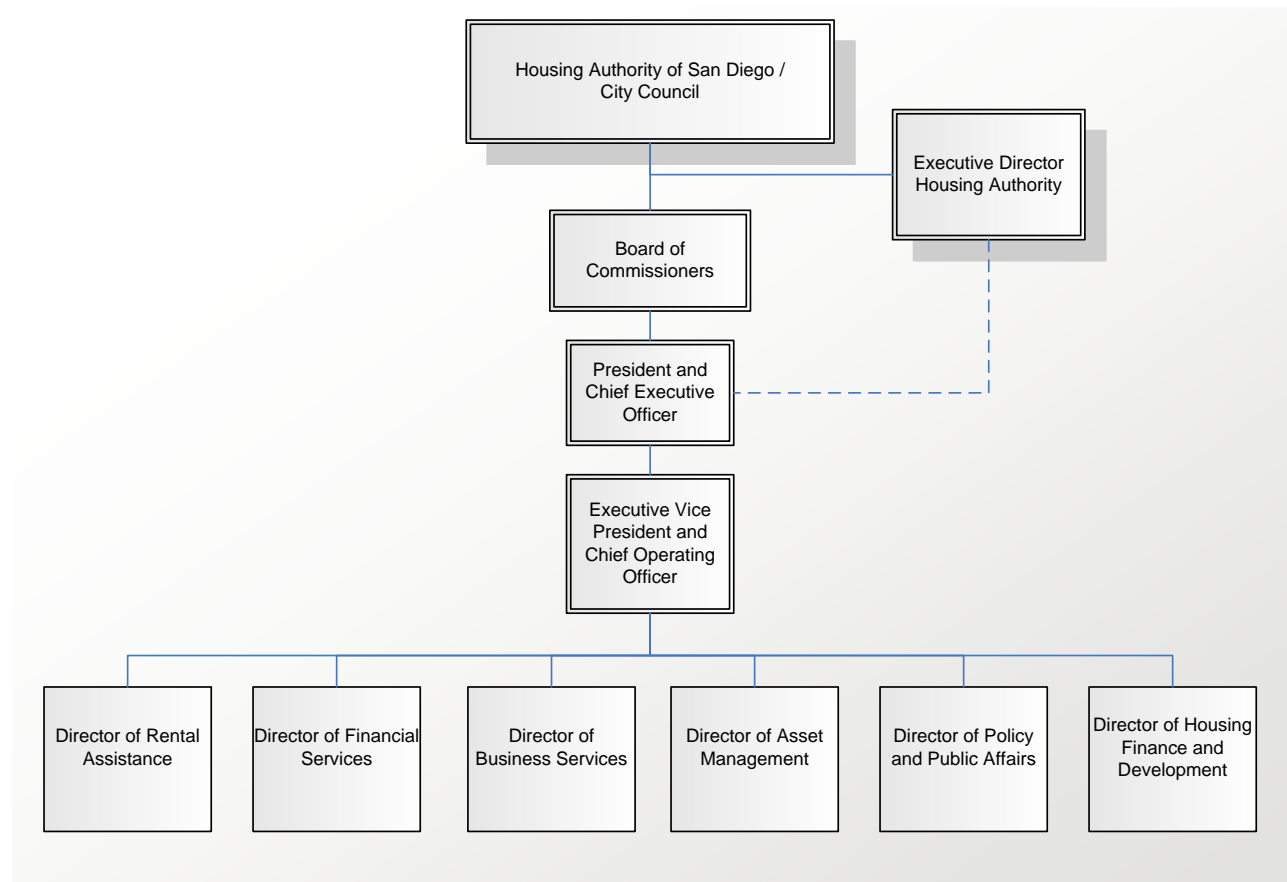 Housing Authority of San Diego /
City Council
Executive Director
Housing Authority
Board of
Commissioners
President and
Chief Executive
Officer
Executive Vice
President and
Chief Operating
Officer
Director of Rental
Assistance
Director of Financial
Services
Director of
Business Services
Director of Asset
Management
Director of Policy
and Public Affairs
Director of Housing
Finance and
Development